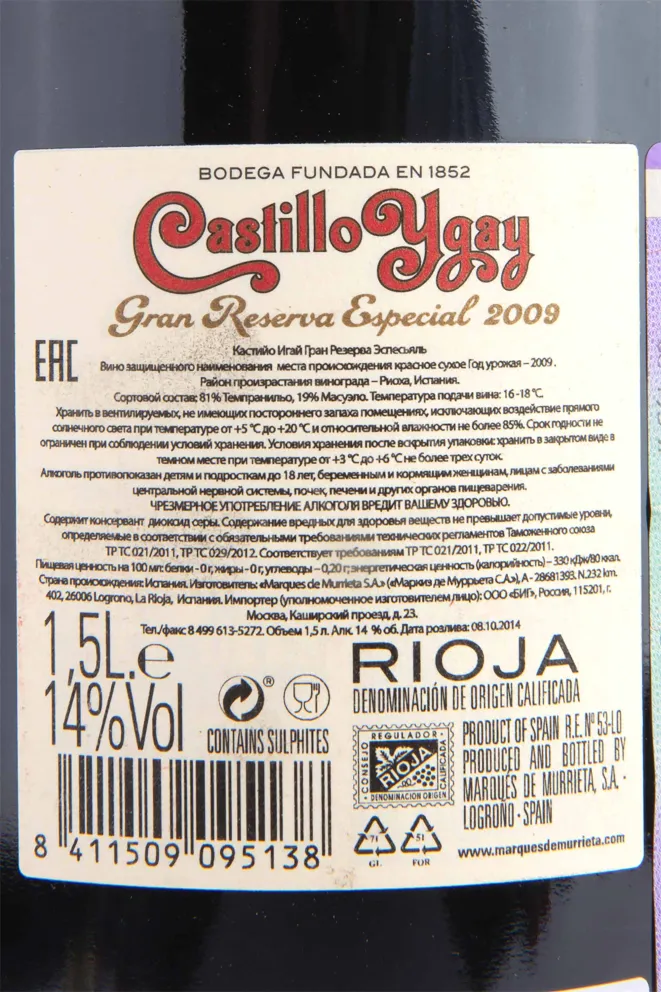 BODEGA FUNDADA EN 1852
Castillo Ygay
Gran Reserva Especial 2009
EAC
Кастийо Игай Гран Резерва Эспесьяль
Вино защищенного наименования места происхождения красное сухое Год урожая – 2009.
Район произрастания винограда – Риоха, Испания.
Сортовой состав: 81% Темпранильо, 19% Масуэло. Температура подачи вина: 16-18 °C.
Хранить в вентилируемых, не имеющих постороннего запаха помещениях, исключающих воздействие прямого
солнечного света при температуре от +5 °C до +20 °C и относительной влажности не более 85%. Срок годности не
ограничен при соблюдении условий хранения. Условия хранения после вскрытия упаковки: хранить в закрытом виде в
темном месте при температуре от +3 °C до +6 °C не более трех суток.
Алкоголь противопоказан детям и подросткам до 18 лет, беременным и кормящим женщинам, лицам с заболеваниями
центральной нервной системы, почек, печени и других органов пищеварения.
ЧРЕЗМЕРНОЕ УПОТРЕБЛЕНИЕ АЛКОГОЛЯ ВРЕДИТ ВАШЕМУ ЗДОРОВЬЮ.
Содержит консервант диоксид серы. Содержание вредных для здоровья веществ не превышает допустимые уровни,
определяемые в соответствии с обязательными требованиями технических регламентов Таможенного союза
ТР ТС 021/2011, ТР ТС 029/2012. Соответствует требованиям ТР ТС 021/2011, ТР ТС 022/2011.
Пищевая ценность на 100 мл: белки - 0 г, жиры - 0 г, углеводы – 0,20 г; энергетическая ценность (калорийность) – 330 кДж/80 ккал.
Страна происхождения: Испания. Изготовитель: «Marques de Murrieta S.A.» («Маркиз де Муррьета С.А.»), А - 28681393. N.232 km.
402, 26006 Logrono, La Rioja, Испания. Импортер (уполномоченное изготовителем лицо): ООО «БИГ», Россия, 115201, г.
Москва, Каширский проезд, д. 23.
Тел./факс 8 499 613-5272. Объем 1,5 л. Алк. 14 % об. Дата розлива: 08.10.2014
1,5L.e
14%Vol
®
CONTAINS SULPHITES
RIOJA
DENOMINACIÓN DE ORIGEN CALIFICADA
CONSEJO REGULADOR CALIFICADA
RIOJA
DENOMINACION ORIGEN
PRODUCT OF SPAIN R.E. Nº 53-LO
PRODUCED AND BOTTLED BY
MARQUÉS DE MURRIETA, S.A. ·
LOGROÑO · SPAIN
71
GL
51
FOR
www.marquesdemurrieta.com
8 411509 095138